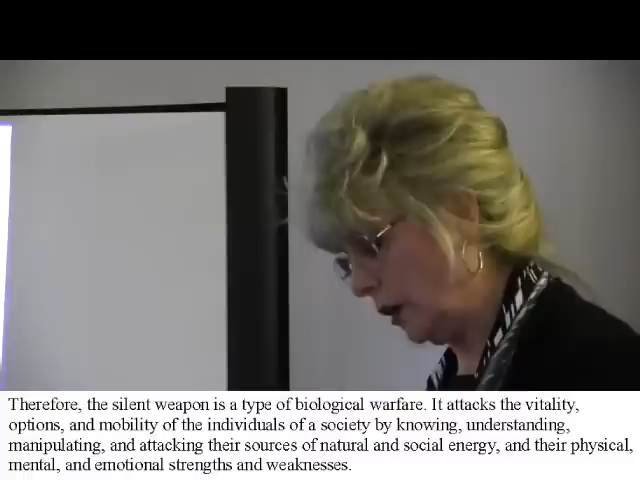 Therefore, the silent weapon is a type of biological warfare. It attacks the vitality,
options, and mobility of the individuals of a society by knowing, understanding,
manipulating, and attacking their sources of natural and social energy, and their physical,
mental, and emotional strengths and weaknesses.